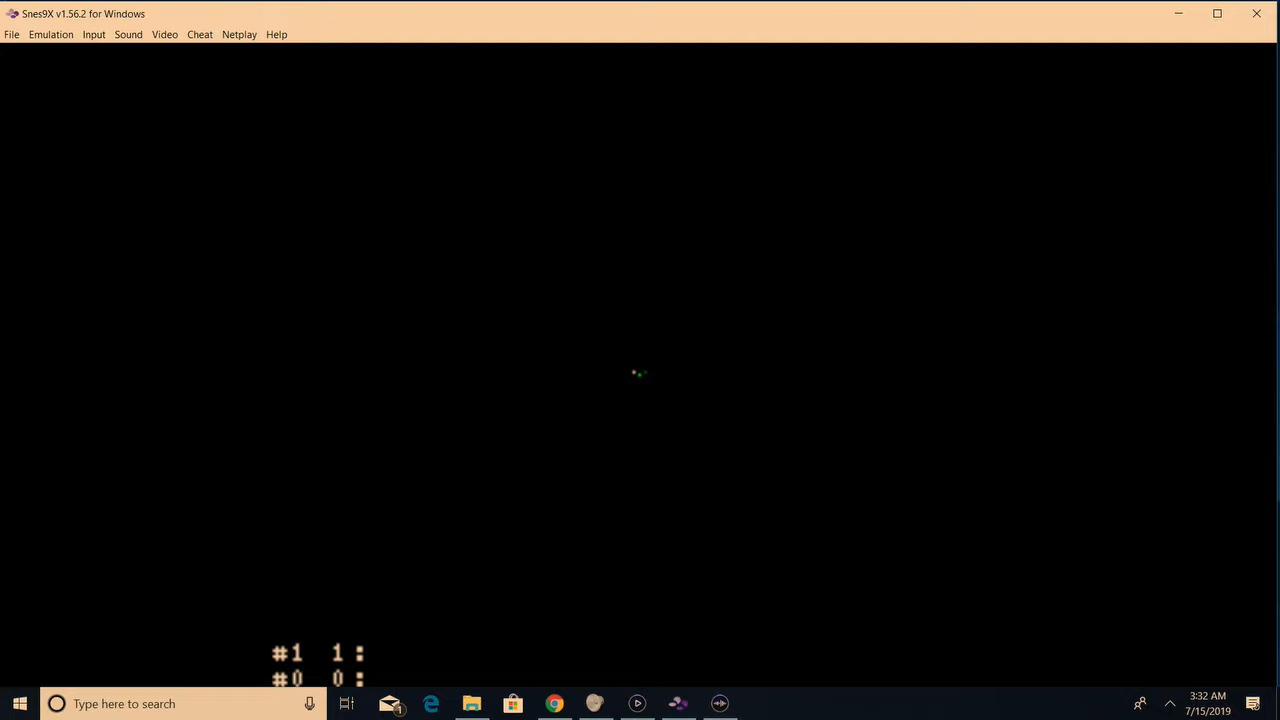 Snes9X v1.56.2 for Windows
File Emulation Input Sound Video Cheat Netplay Help
#1 1:
#0 0:
Type here to search
1
3:32 AM
7/15/2019